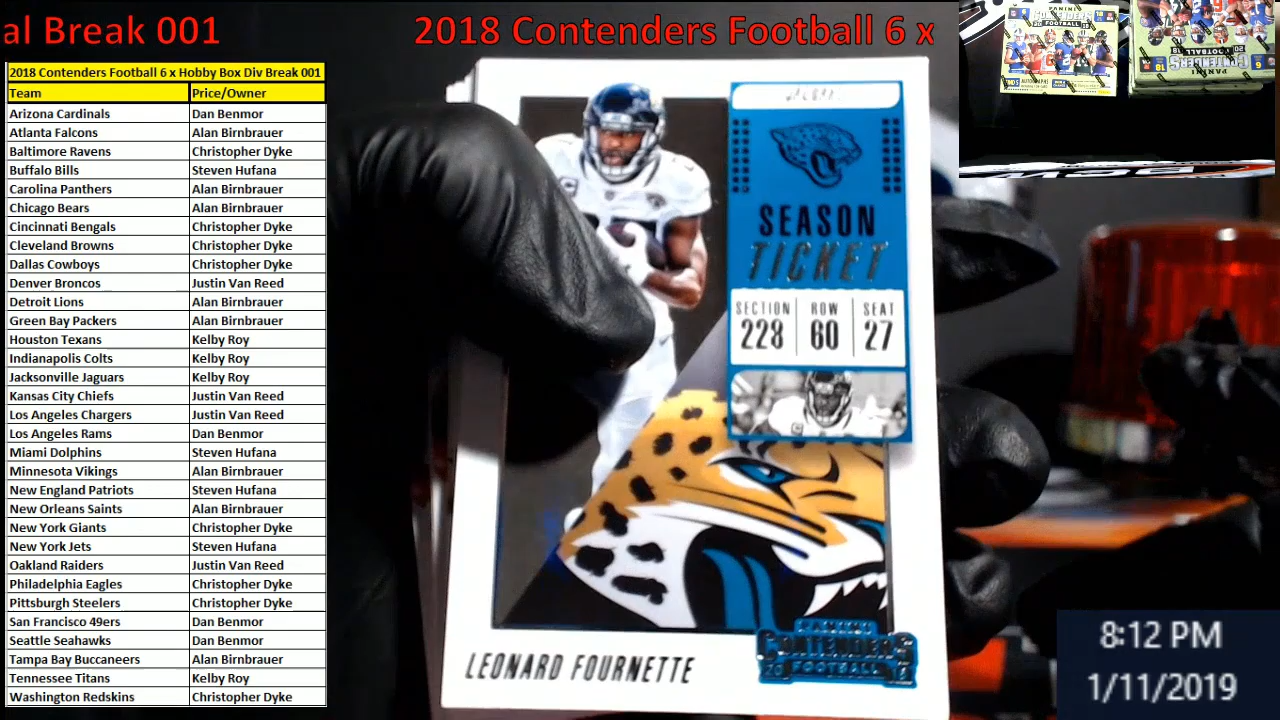 al Break 001
2018 Contenders Football 6 x
2018 Contenders Football 6 x Hobby Box Div Break 001
Team Price/Owner
Arizona Cardinals Dan Benmor
Atlanta Falcons Alan Birnbrauer
Baltimore Ravens Christopher Dyke
Buffalo Bills Steven Hufana
Carolina Panthers Alan Birnbrauer
Chicago Bears Alan Birnbrauer
Cincinnati Bengals Christopher Dyke
Cleveland Browns Christopher Dyke
Dallas Cowboys Christopher Dyke
Denver Broncos Justin Van Reed
Detroit Lions Alan Birnbrauer
Green Bay Packers Alan Birnbrauer
Houston Texans Kelby Roy
Indianapolis Colts Kelby Roy
Jacksonville Jaguars Kelby Roy
Kansas City Chiefs Justin Van Reed
Los Angeles Chargers Justin Van Reed
Los Angeles Rams Dan Benmor
Miami Dolphins Steven Hufana
Minnesota Vikings Alan Birnbrauer
New England Patriots Steven Hufana
New Orleans Saints Alan Birnbrauer
New York Giants Christopher Dyke
New York Jets Steven Hufana
Oakland Raiders Justin Van Reed
Philadelphia Eagles Christopher Dyke
Pittsburgh Steelers Christopher Dyke
San Francisco 49ers Dan Benmor
Seattle Seahawks Dan Benmor
Tampa Bay Buccaneers Alan Birnbrauer
Tennessee Titans Kelby Roy
Washington Redskins Christopher Dyke
SEASON
TICKET
SECTION ROW SEAT
228 60 27
LEONARD FOURNETTE
PANINI
CONTENDERS
20 FOOTBALL 18
PANINI
CONTENDERS
FOOTBALL
CONTENDERS
PANINI
8:12 PM
1/11/2019